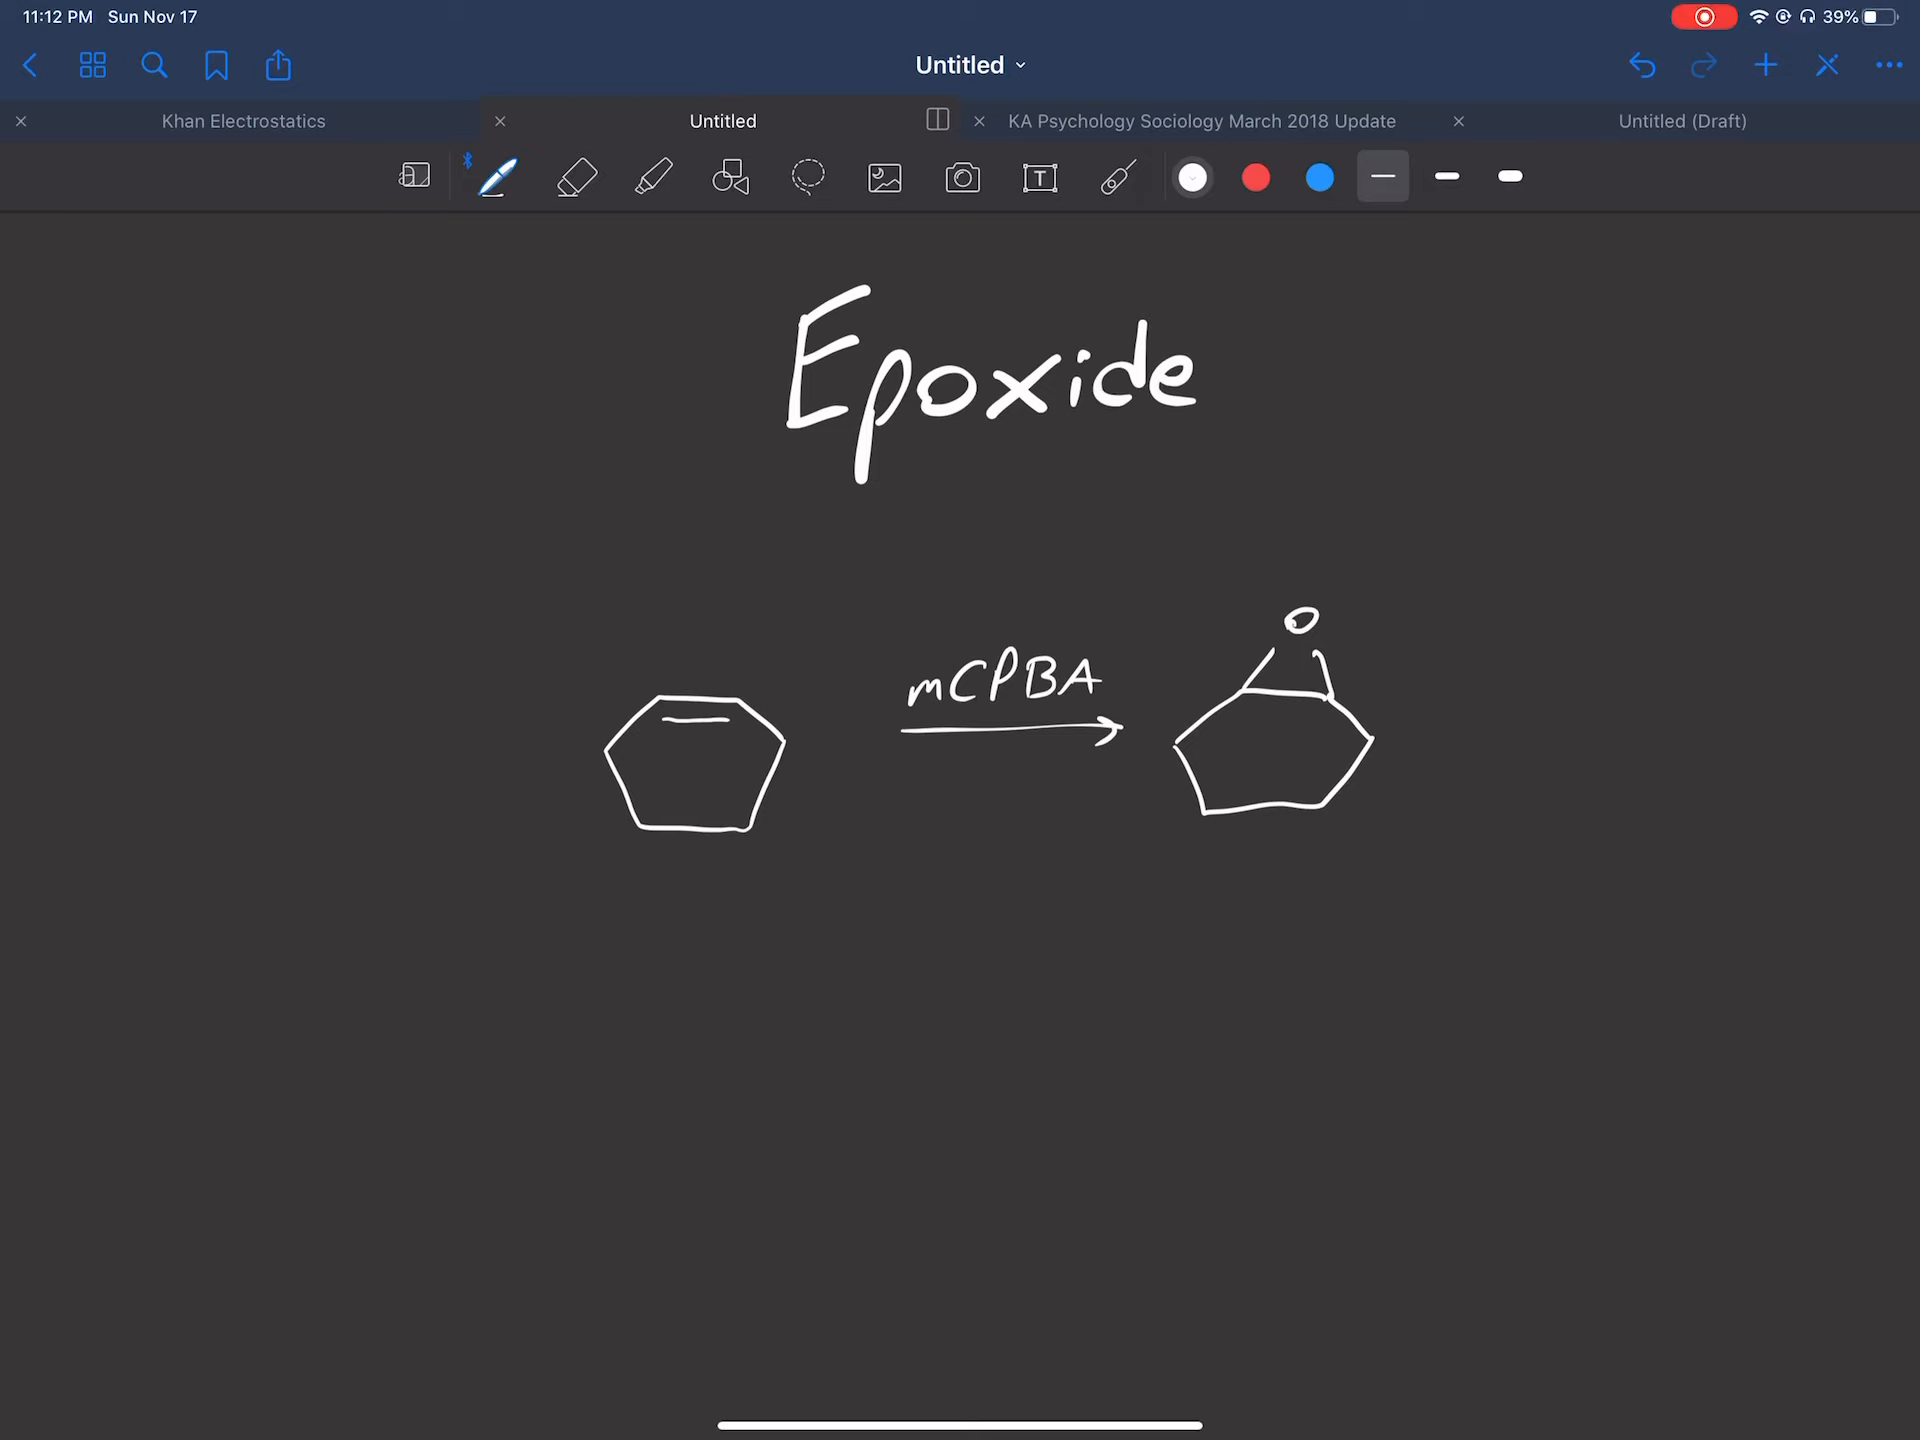 11:12 PM Sun Nov 17
39%
Untitled
Khan Electrostatics
Untitled
KA Psychology Sociology March 2018 Update
Untitled (Draft)
T
Epoxide
O
mCPBA